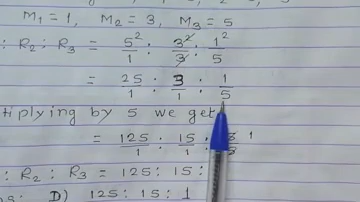 M₁ = 1, M₂ = 3, M₃ = 5
: R₂ : R₃ = 5²/1 : 3²/3 : 1²/5
= 25/1 : 3/1 : 1/5
tiplying by 5 we get
= 125/1 : 15/1 :
: R₂ : R₃ = 125 : 15 :
D) 125 : 15 : 1